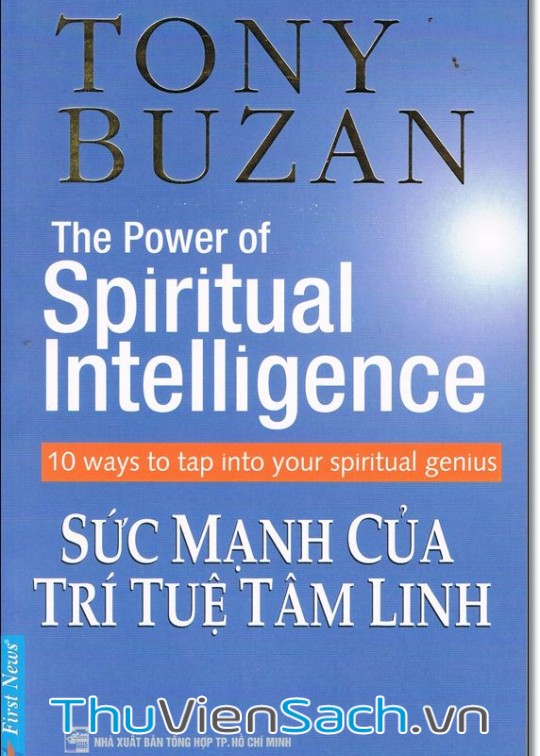 TONY
BUZAN
The Power of
Spiritual
Intelligence
10 ways to tap into your spiritual genius
SỨC MẠNH CỦA
TRÍ TUỆ TÂM LINH
First News
ThuVienSach.vn
NHÀ XUẤT BẢN TỔNG HỢP TP. HỒ CHÍ MINH